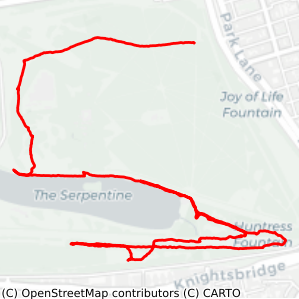 Park Lane
Joy of Life
Fountain
The Serpentine
Huntress
Fountain
Knightsbridge
(C) OpenStreetMap contributors (C) CARTO